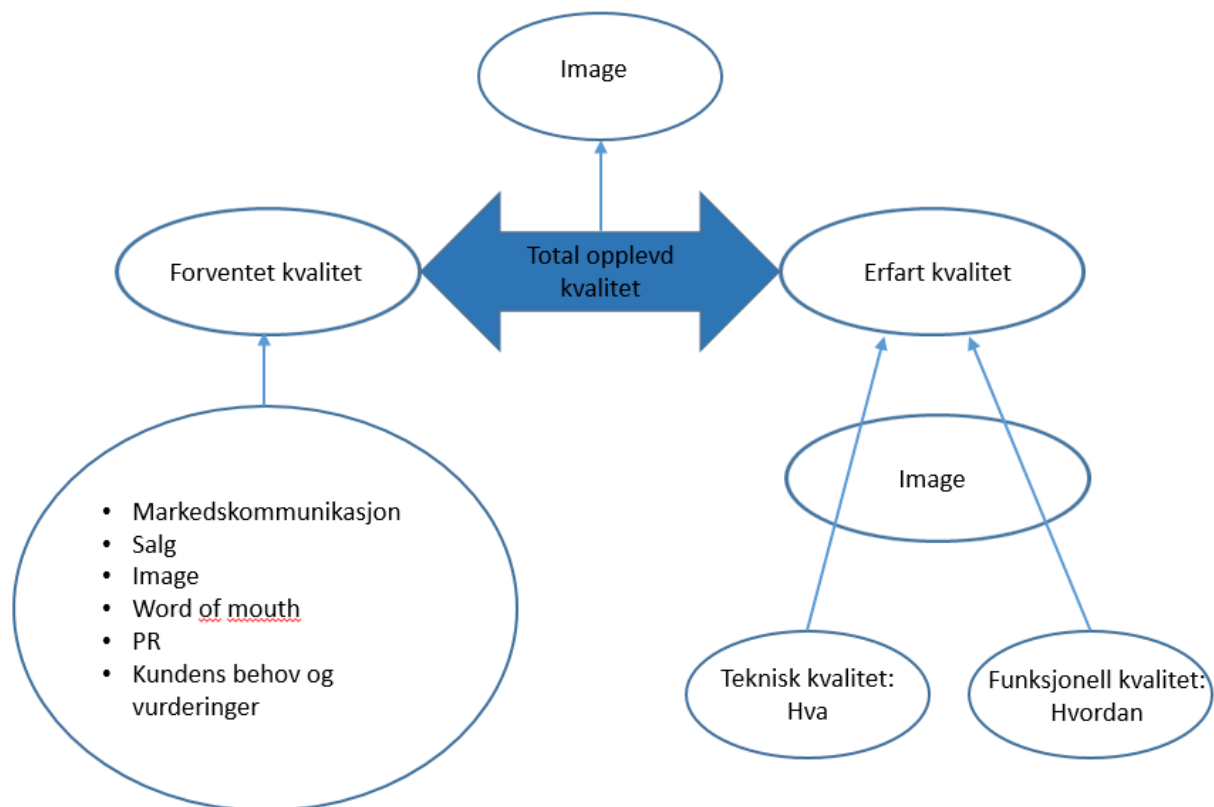 Image
Total opplevd
kvalitet
Forventet kvalitet
Erfart kvalitet
Image
• Markedskommunikasjon
• Salg
• Image
• Word of mouth
• PR
• Kundens behov og
vurderinger
Teknisk kvalitet:
Hva
Funksjonell kvalitet:
Hvordan